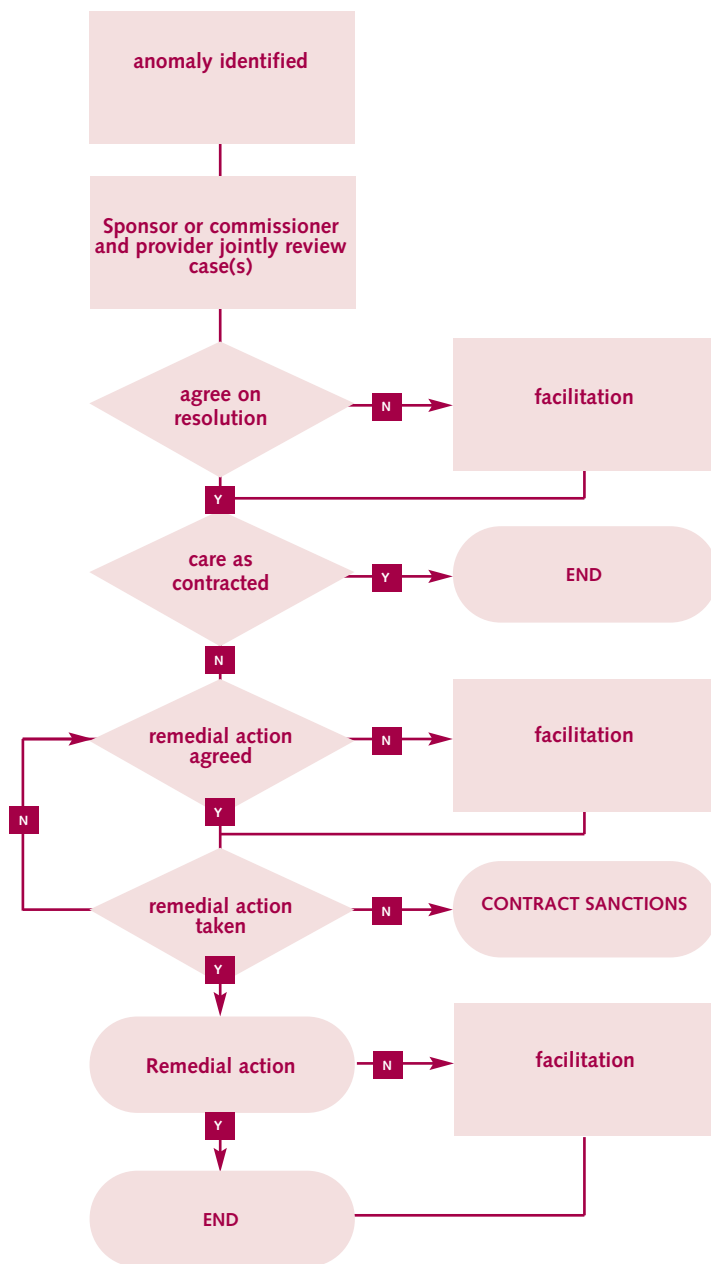 anomaly identified
Sponsor or commissioner
and provider jointly review
case(s)
agree on
resolution
N
facilitation
Y
care as
contracted
Y
END
N
remedial action
agreed
N
facilitation
Y
N
remedial action
taken
N
CONTRACT SANCTIONS
Y
Remedial action
N
facilitation
Y
END